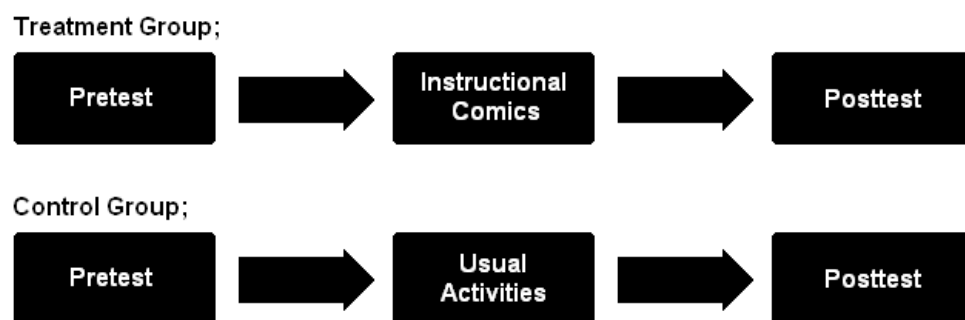 Treatment Group;
Pretest
Instructional
Comics
Posttest
Control Group;
Pretest
Usual
Activities
Posttest